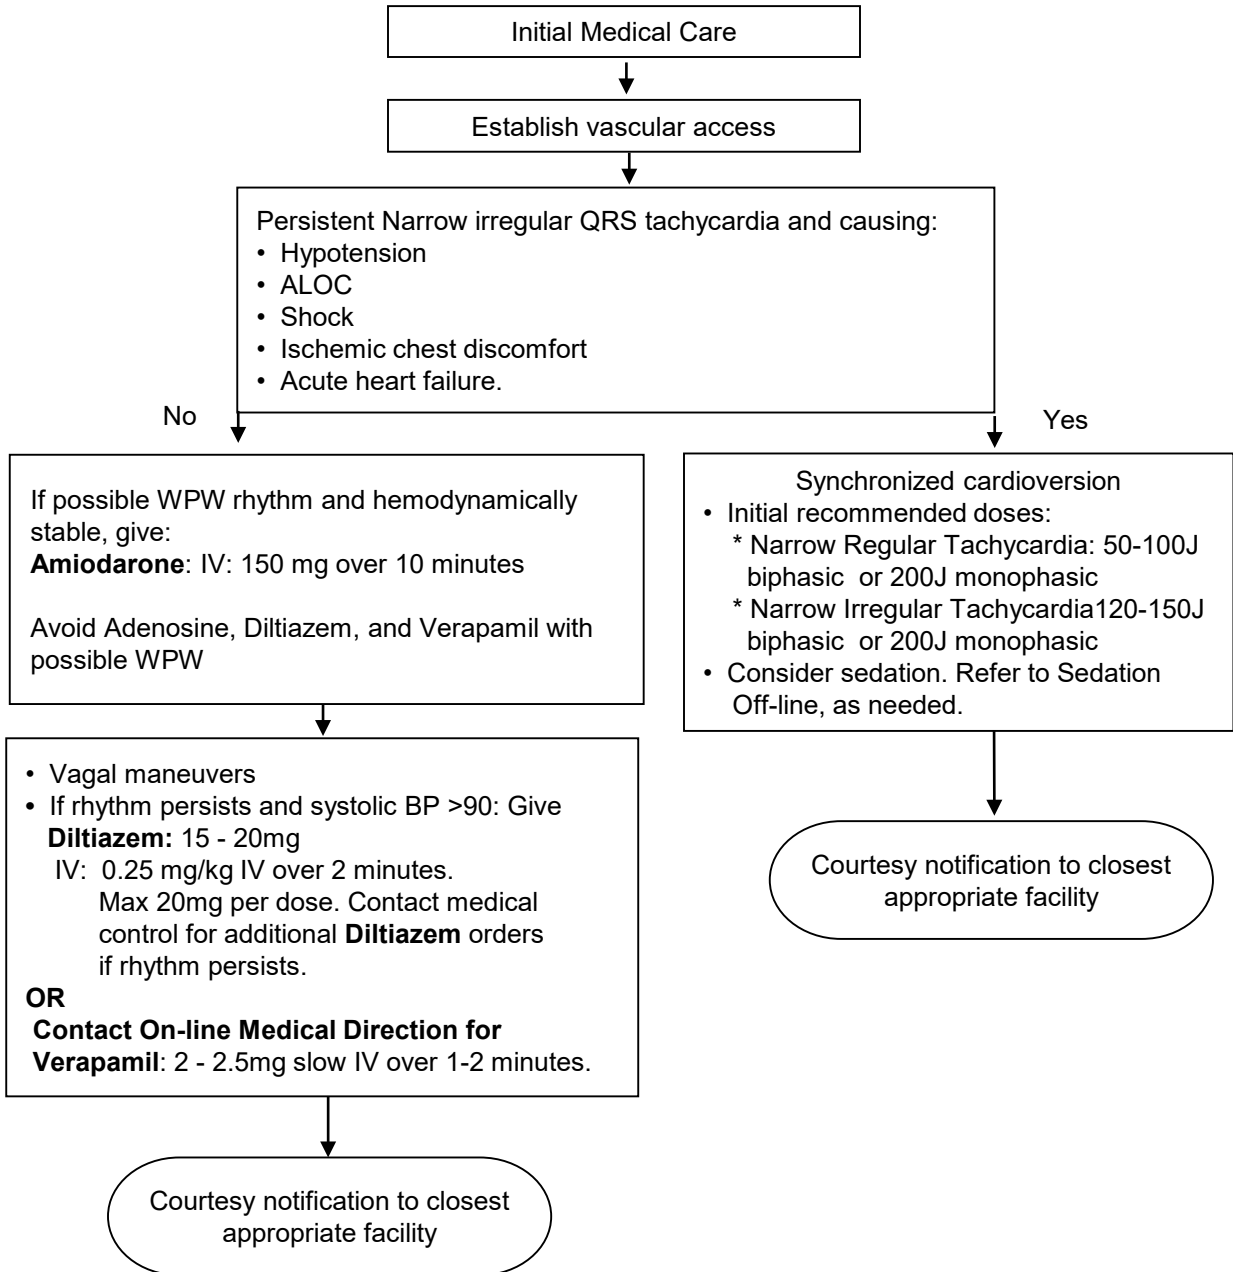 Initial Medical Care
Establish vascular access
Persistent Narrow irregular QRS tachycardia and causing:
• Hypotension
• ALOC
• Shock
• Ischemic chest discomfort
• Acute heart failure.
No
Yes
If possible WPW rhythm and hemodynamically
stable, give:
Amiodarone: IV: 150 mg over 10 minutes
Avoid Adenosine, Diltiazem, and Verapamil with
possible WPW
Synchronized cardioversion
• Initial recommended doses:
* Narrow Regular Tachycardia: 50-100J
biphasic or 200J monophasic
* Narrow Irregular Tachycardia120-150J
biphasic or 200J monophasic
• Consider sedation. Refer to Sedation
Off-line, as needed.
• Vagal maneuvers
• If rhythm persists and systolic BP >90: Give
Diltiazem: 15 - 20mg
IV: 0.25 mg/kg IV over 2 minutes.
Max 20mg per dose. Contact medical
control for additional Diltiazem orders
if rhythm persists.
OR
Contact On-line Medical Direction for
Verapamil: 2 - 2.5mg slow IV over 1-2 minutes.
Courtesy notification to closest
appropriate facility
Courtesy notification to closest
appropriate facility